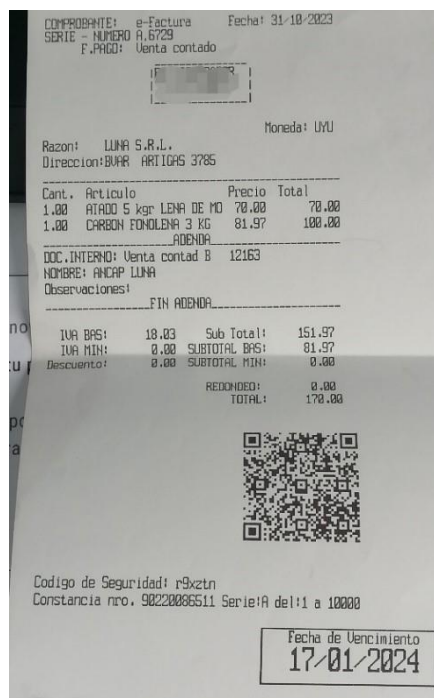 COMPROBANTE: e-Factura Fecha: 31/10/2023
SERIE - NUMERO A.6729
F.PAGO: Venta contado
Moneda: UYU
Razon: LUNA S.R.L.
Direccion:BVAR ARTIGAS 3785
Cant. Articulo Precio Total
1.00 ATADO 5 kgr LENA DE MO 70.00 70.00
1.00 CARBON FONOLENA 3 KG 81.97 100.00
ADENDA
DOC.INTERNO: Venta contad B 12163
NOMBRE: ANCAP LUNA
Observaciones:
FIN ADENDA
IVA BAS: 18.03 Sub Total: 151.97
IVA MIN: 0.00 SUBTOTAL BAS: 81.97
Descuento: 0.00 SUBTOTAL MIN: 0.00
REDONDEO: 0.00
TOTAL: 170.00
Codigo de Seguridad: r9xztn
Constancia nro. 90220086511 Serie:A del:1 a 10000
Fecha de Vencimiento
17/01/2024